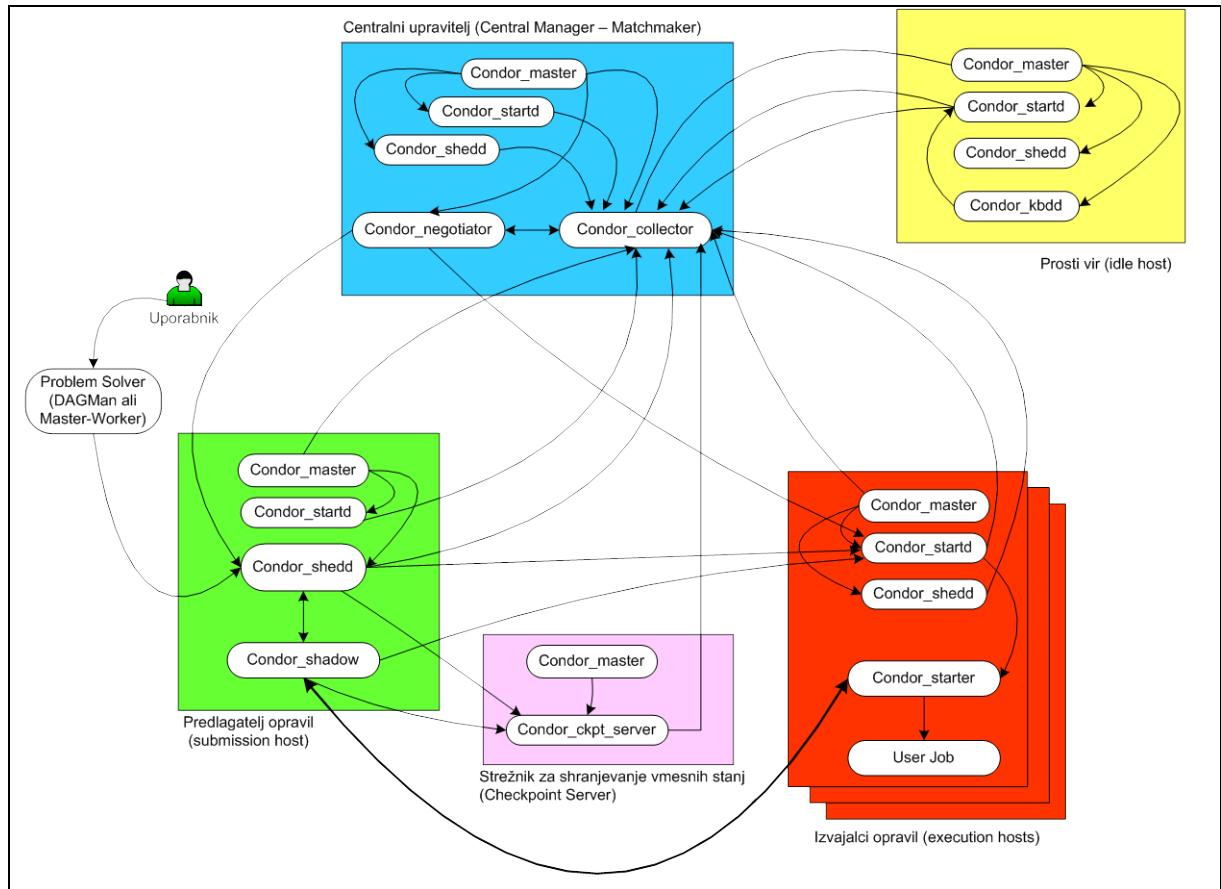 Centralni upravitelj (Central Manager – Matchmaker)
Condor_master
Condor_startd
Condor_shedd
Condor_negotiator
Condor_collector
Condor_master
Condor_startd
Condor_shedd
Condor_kbdd
Prosti vir (idle host)
Uporabnik
Problem Solver
(DAGMan ali
Master-Worker)
Condor_master
Condor_startd
Condor_shedd
Condor_shadow
Predlagatelj opravil
(submission host)
Condor_master
Condor_ckpt_server
Strežnik za shranjevanje vmesnih stanj
(Checkpoint Server)
Condor_master
Condor_startd
Condor_shedd
Condor_starter
User Job
Izvajalci opravil (execution hosts)